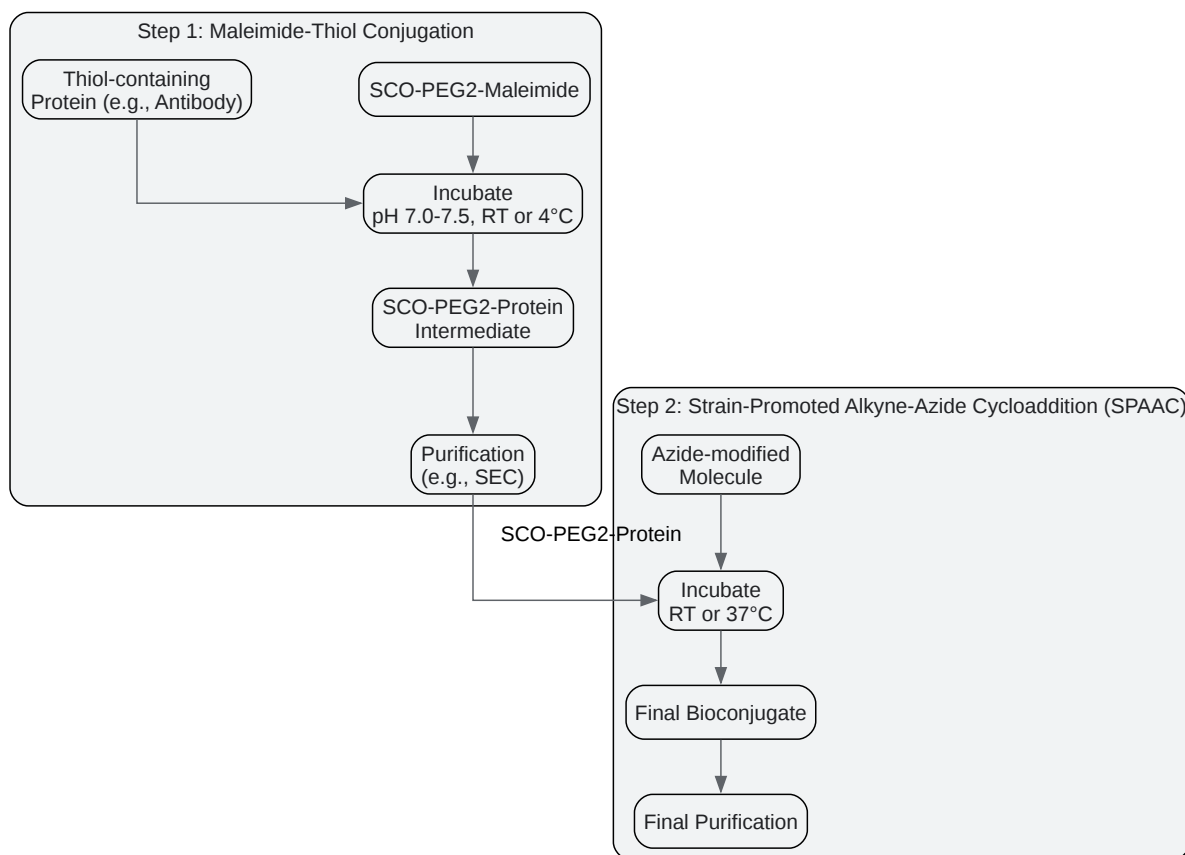 Step 1: Maleimide-Thiol Conjugation
Thiol-containing
Protein (e.g., Antibody)
SCO-PEG2-Maleimide
Incubate
pH 7.0-7.5, RT or 4°C
SCO-PEG2-Protein
Intermediate
Purification
(e.g., SEC)
SCO-PEG2-Protein
Step 2: Strain-Promoted Alkyne-Azide Cycloaddition (SPAAC)
Azide-modified
Molecule
Incubate
RT or 37°C
Final Bioconjugate
Final Purification